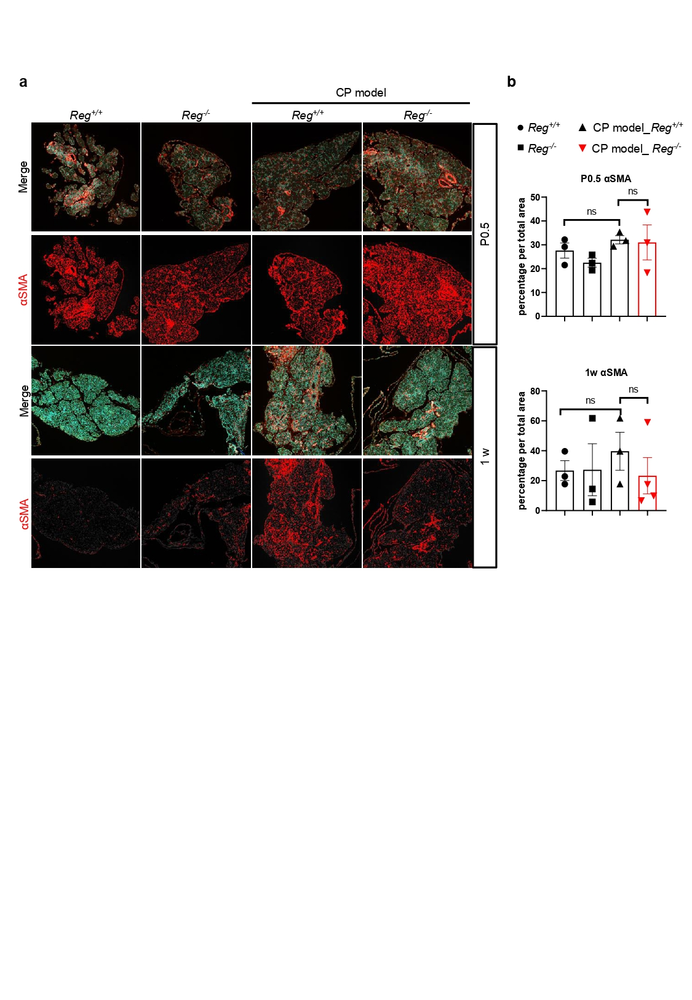 a
CP model
Reg+/+ Reg-/- Reg+/+ Reg-/-
Merge
αSMA
P0.5
Merge
αSMA
1 w
b
Reg+/+ CP model_Reg+/+
Reg-/- CP model_ Reg-/-
P0.5 αSMA
ns
ns
percentage per total area
50
40
30
20
10
0
1w αSMA
ns
ns
percentage per total area
80
60
40
20
0